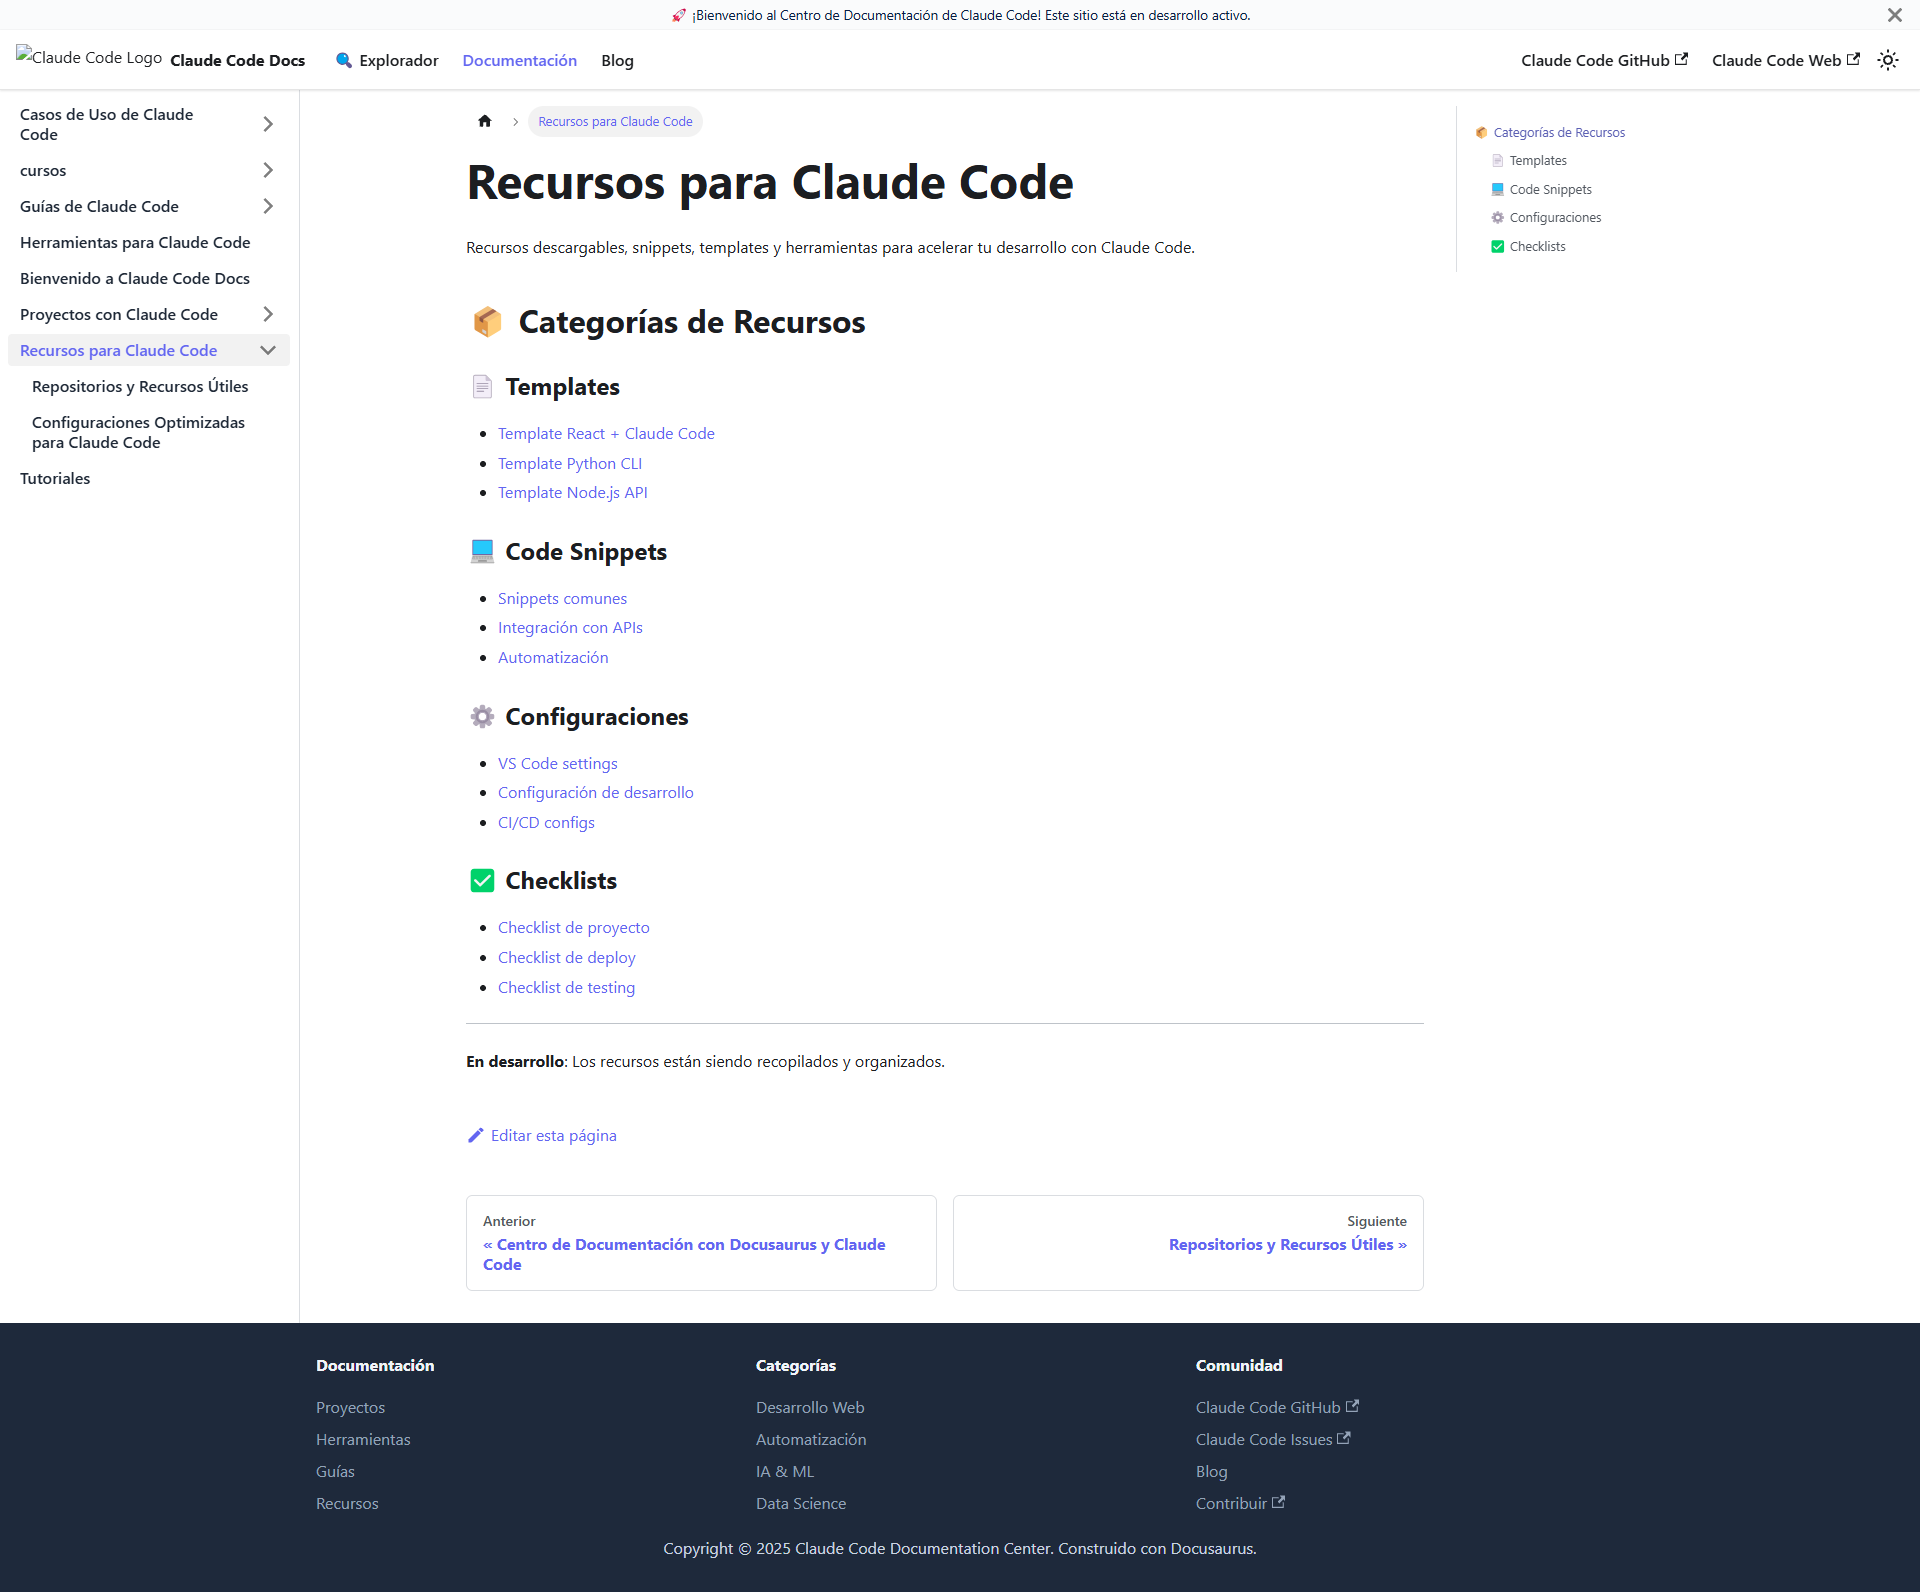 🚀 ¡Bienvenido al Centro de Documentación de Claude Code! Este sitio está en desarrollo activo.
Claude Code Logo
Claude Code Docs
🔍 Explorador
Documentación
Blog
Claude Code GitHub
Claude Code Web
Casos de Uso de Claude
Code
cursos
Guías de Claude Code
Herramientas para Claude Code
Bienvenido a Claude Code Docs
Proyectos con Claude Code
Recursos para Claude Code
Repositorios y Recursos Útiles
Configuraciones Optimizadas
para Claude Code
Tutoriales
Recursos para Claude Code
Recursos para Claude Code
Recursos descargables, snippets, templates y herramientas para acelerar tu desarrollo con Claude Code.
📦 Categorías de Recursos
📄 Templates
Template React + Claude Code
Template Python CLI
Template Node.js API
💻 Code Snippets
Snippets comunes
Integración con APIs
Automatización
⚙️ Configuraciones
VS Code settings
Configuración de desarrollo
CI/CD configs
✅ Checklists
Checklist de proyecto
Checklist de deploy
Checklist de testing
En desarrollo: Los recursos están siendo recopilados y organizados.
Editar esta página
Anterior
« Centro de Documentación con Docusaurus y Claude
Code
Siguiente
Repositorios y Recursos Útiles »
📦 Categorías de Recursos
📄 Templates
💻 Code Snippets
⚙️ Configuraciones
✅ Checklists
Documentación
Proyectos
Herramientas
Guías
Recursos
Categorías
Desarrollo Web
Automatización
IA & ML
Data Science
Comunidad
Claude Code GitHub
Claude Code Issues
Blog
Contribuir
Copyright © 2025 Claude Code Documentation Center. Construido con Docusaurus.